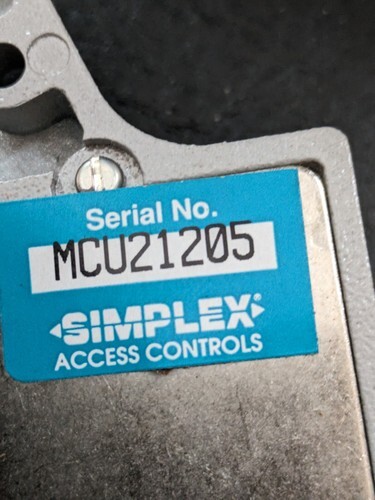 Serial No.
MCU21205
SIMPLEX®
ACCESS CONTROLS